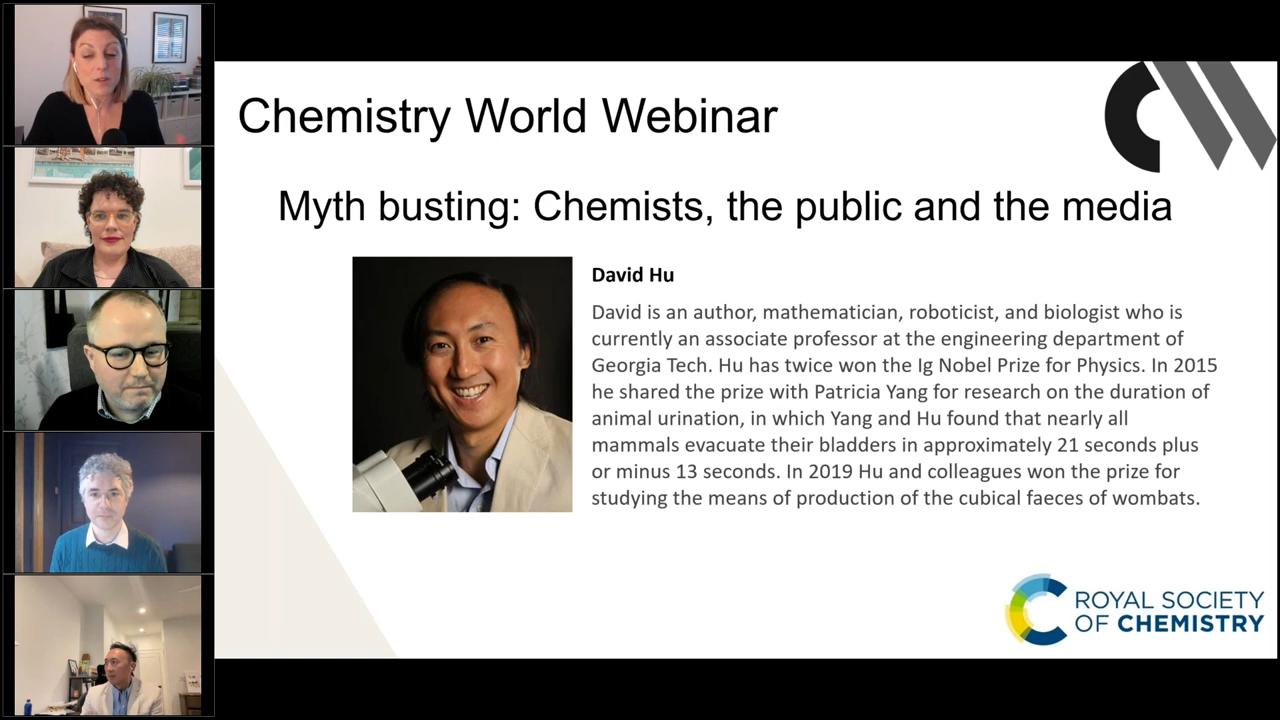 Chemistry World Webinar
Myth busting: Chemists, the public and the media
David Hu
David is an author, mathematician, roboticist, and biologist who is
currently an associate professor at the engineering department of
Georgia Tech. Hu has twice won the Ig Nobel Prize for Physics. In 2015
he shared the prize with Patricia Yang for research on the duration of
animal urination, in which Yang and Hu found that nearly all
mammals evacuate their bladders in approximately 21 seconds plus
or minus 13 seconds. In 2019 Hu and colleagues won the prize for
studying the means of production of the cubical faeces of wombats.
ROYAL SOCIETY
OF CHEMISTRY